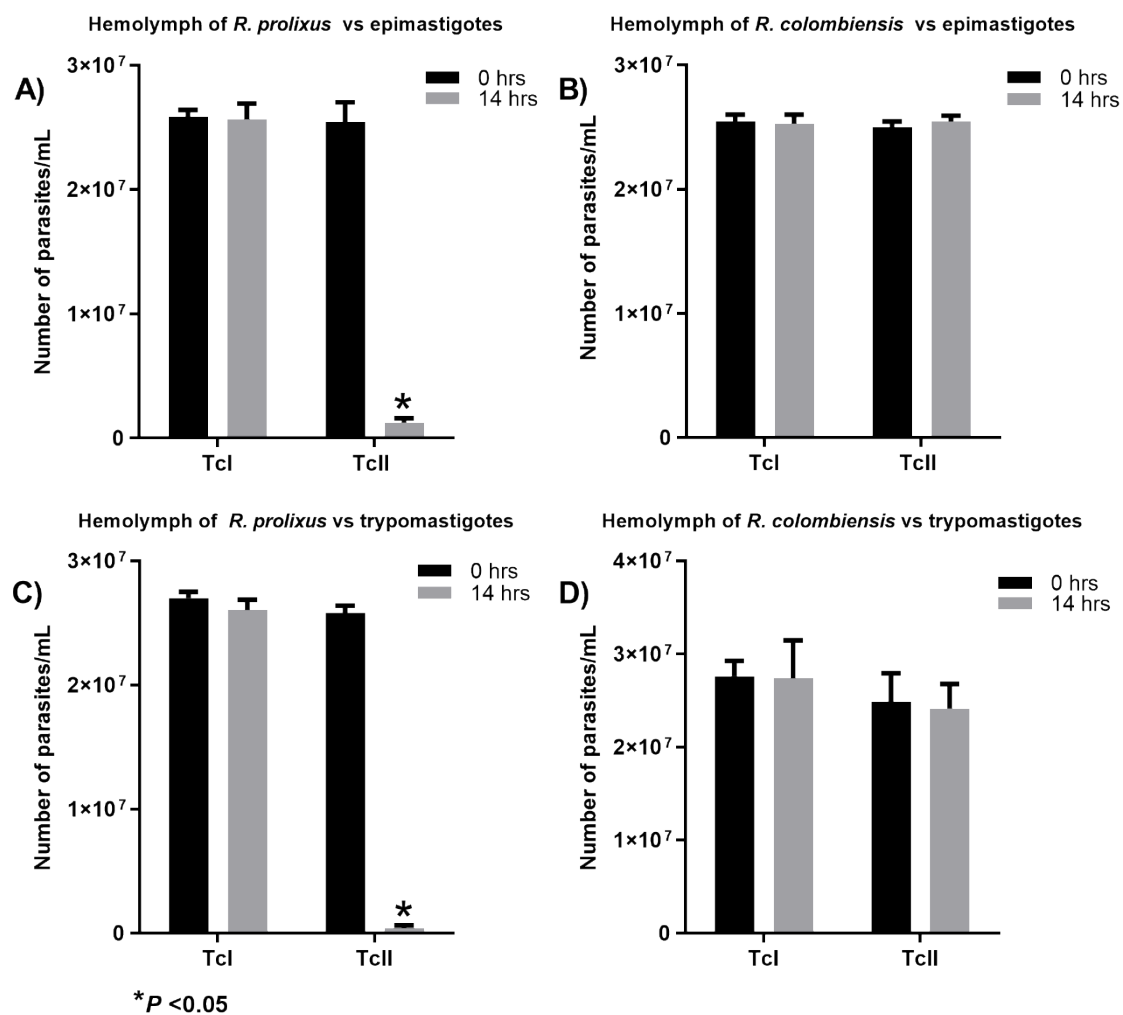 Hemolymph of R. prolixus vs epimastigotes
A)
Number of parasites/mL
3×10⁷
2×10⁷
1×10⁷
0
0 hrs
14 hrs
*
TcI
TcII
Hemolymph of R. colombiensis vs epimastigotes
B)
Number of parasites/mL
3×10⁷
2×10⁷
1×10⁷
0
0 hrs
14 hrs
TcI
TcII
Hemolymph of R. prolixus vs trypomastigotes
C)
Number of parasites/mL
3×10⁷
2×10⁷
1×10⁷
0
0 hrs
14 hrs
*
TcI
TcII
Hemolymph of R. colombiensis vs trypomastigotes
D)
Number of parasites/mL
4×10⁷
3×10⁷
2×10⁷
1×10⁷
0
0 hrs
14 hrs
TcI
TcII
*P <0.05